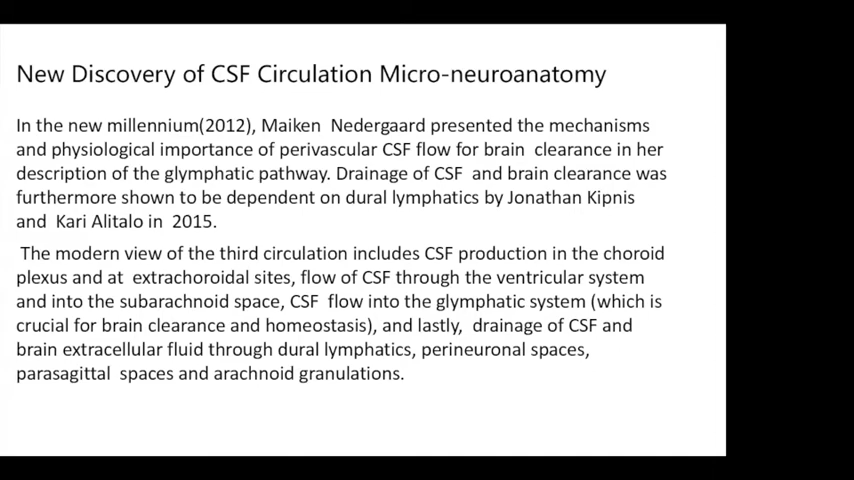 New Discovery of CSF Circulation Micro-neuroanatomy
In the new millennium(2012), Maiken Nedergaard presented the mechanisms
and physiological importance of perivascular CSF flow for brain clearance in her
description of the glymphatic pathway. Drainage of CSF and brain clearance was
furthermore shown to be dependent on dural lymphatics by Jonathan Kipnis
and Kari Alitalo in 2015.
The modern view of the third circulation includes CSF production in the choroid
plexus and at extrachoroidal sites, flow of CSF through the ventricular system
and into the subarachnoid space, CSF flow into the glymphatic system (which is
crucial for brain clearance and homeostasis), and lastly, drainage of CSF and
brain extracellular fluid through dural lymphatics, perineuronal spaces,
parasagittal spaces and arachnoid granulations.